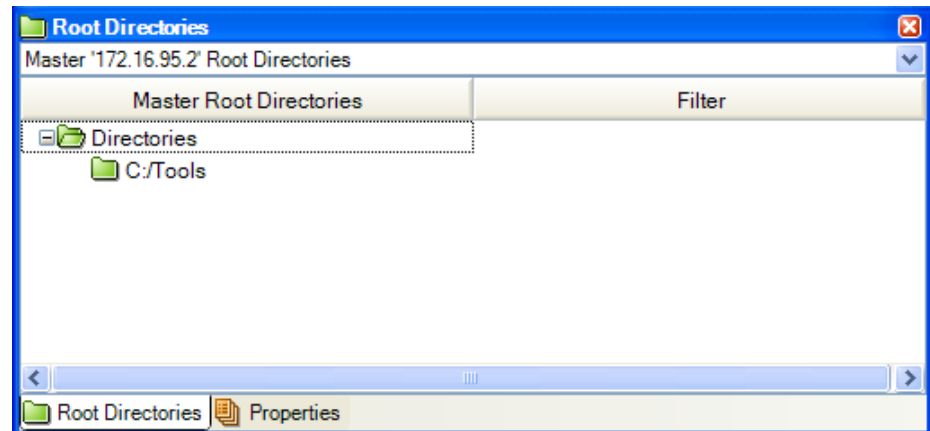 Root Directories
Master '172.16.95.2' Root Directories
Master Root Directories Filter
Directories
C:/Tools
Root Directories Properties